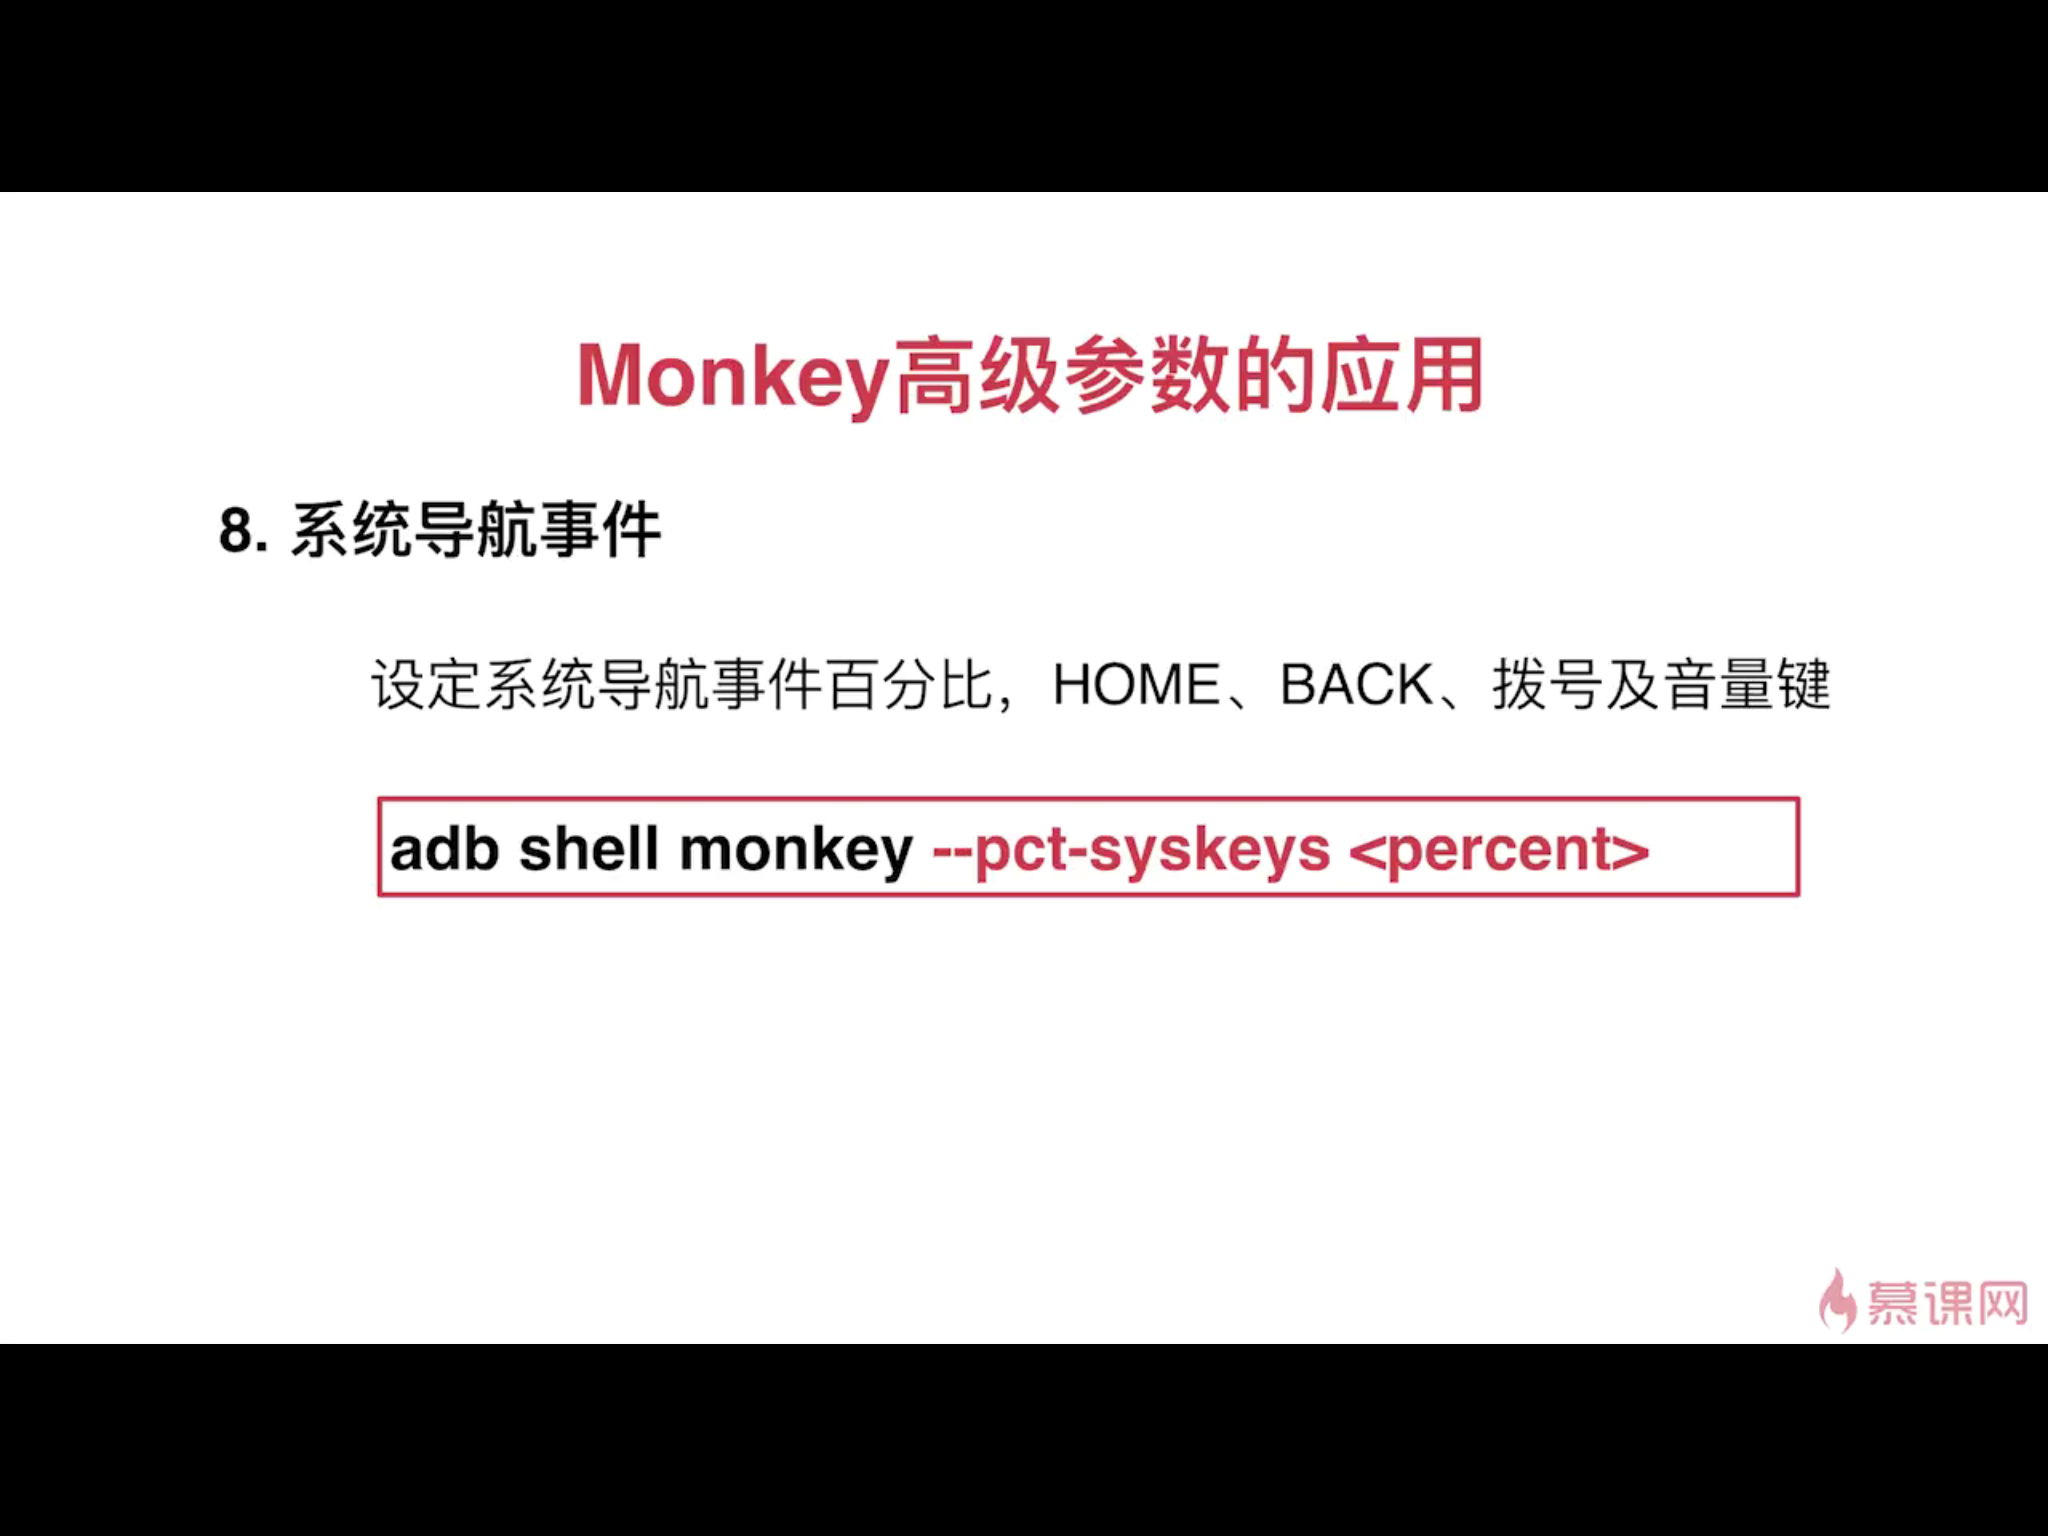 Monkey高级参数的应用
8. 系统导航事件
设定系统导航事件百分比，HOME、BACK、拨号及音量键
adb shell monkey --pct-syskeys <percent>
慕课网